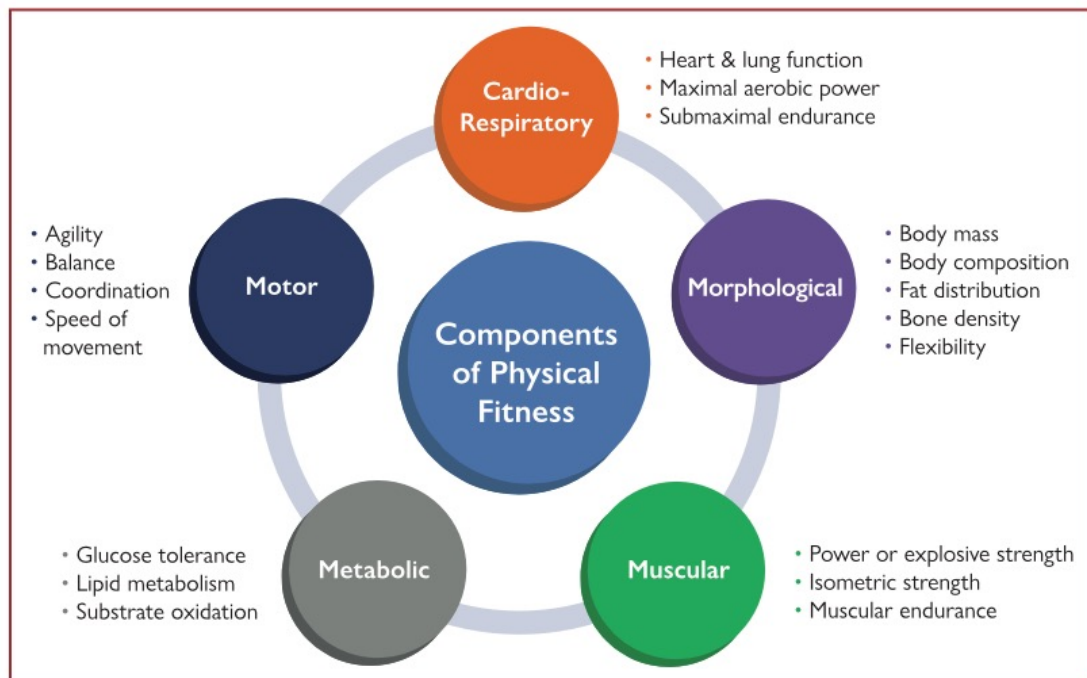 Cardio-
Respiratory
• Heart & lung function
• Maximal aerobic power
• Submaximal endurance
Morphological
• Body mass
• Body composition
• Fat distribution
• Bone density
• Flexibility
Muscular
• Power or explosive strength
• Isometric strength
• Muscular endurance
Metabolic
• Glucose tolerance
• Lipid metabolism
• Substrate oxidation
Motor
• Agility
• Balance
• Coordination
• Speed of
movement
Components
of Physical
Fitness